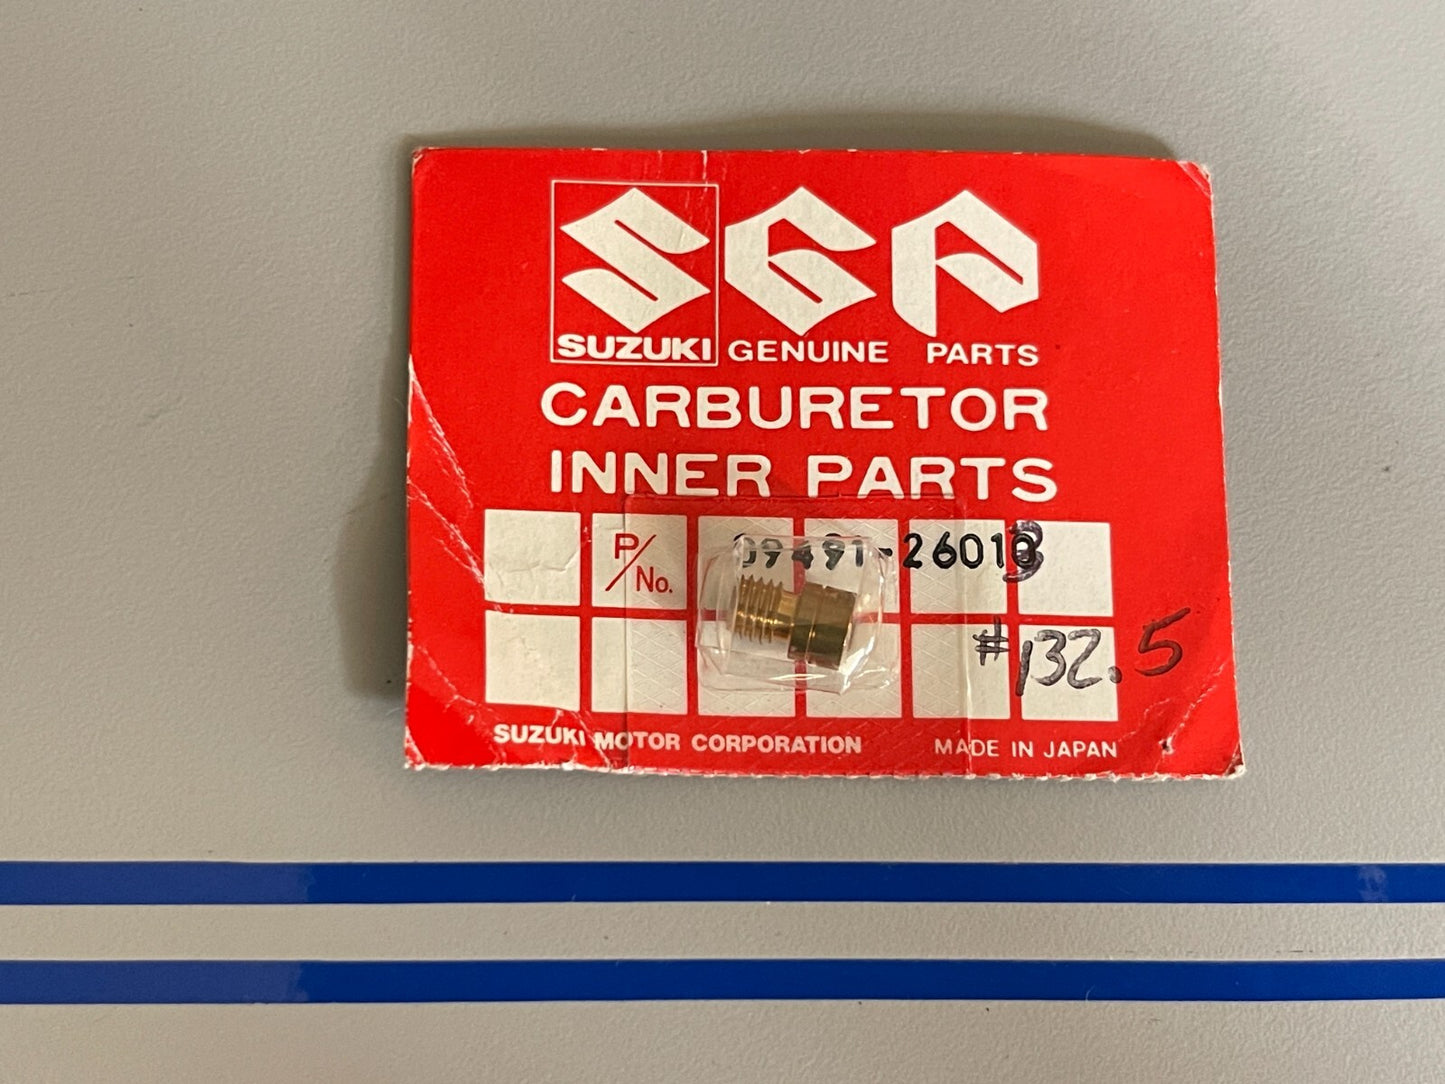 SGP
SUZUKI GENUINE PARTS
CARBURETOR
INNER PARTS
P/No. 09491-26013
#132.5
SUZUKI MOTOR CORPORATION MADE IN JAPAN